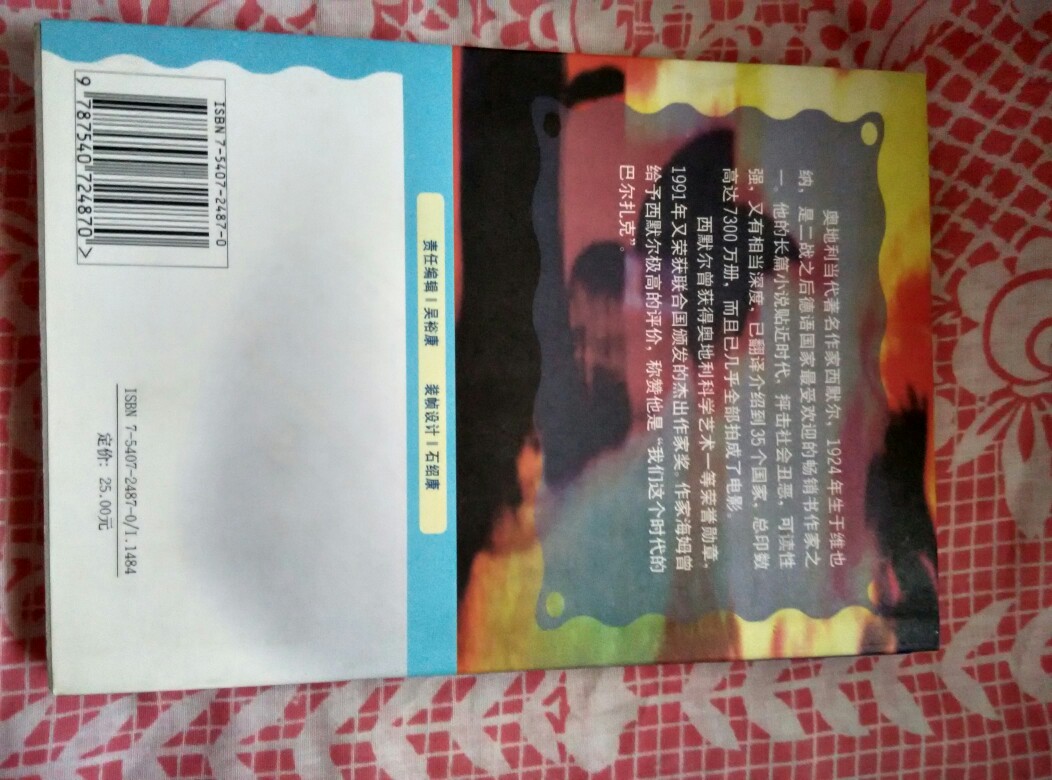 奥地利当代著名作家西默尔，1924年生于维也
纳，是二战之后德语国家最受欢迎的畅销书作家之
一。他的长篇小说贴近时代，抨击社会丑恶，可读性
强，又有相当深度，已翻译介绍到35个国家，总印数
高达7300万册，而且已几乎全部拍成了电影。
西默尔曾获得奥地利科学艺术一等荣誉勋章，
1991年又荣获联合国颁发的杰出作家奖。作家海姆曾
给予西默尔极高的评价，称赞他是“我们这个时代的
巴尔扎克”。
责任编辑‖吴裕康 装帧设计‖石绍康
ISBN 7-5407-2487-0
9 787540 724870 >
ISBN 7-5407-2487-0/I.1484
定价：25.00元